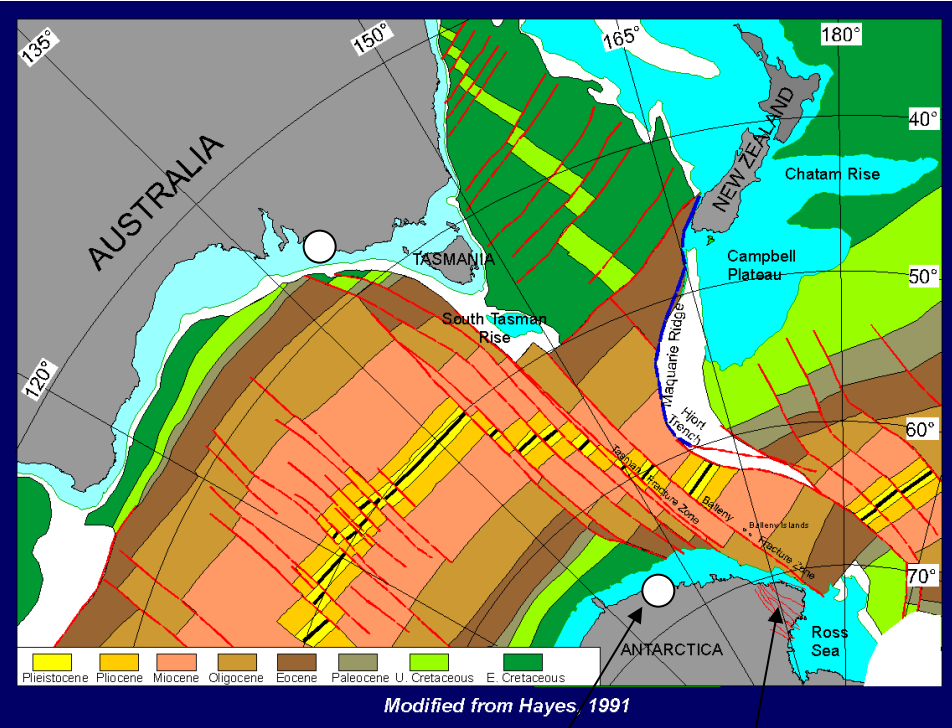 135°
150°
165°
180°
40°
AUSTRALIA
NEW ZEALAND
Chatam Rise
TASMANIA
Campbell
Plateau
50°
South Tasman
Rise
Maquarie Ridge
120°
Hjort
Trench
60°
Tasman Fracture Zone
Balleny
Balleny Islands
Fracture Zone
70°
Ross
Sea
ANTARCTICA
Plieistocene Pliocene Miocene Oligocene Eocene Paleocene U. Cretaceous E. Cretaceous
Modified from Hayes, 1991